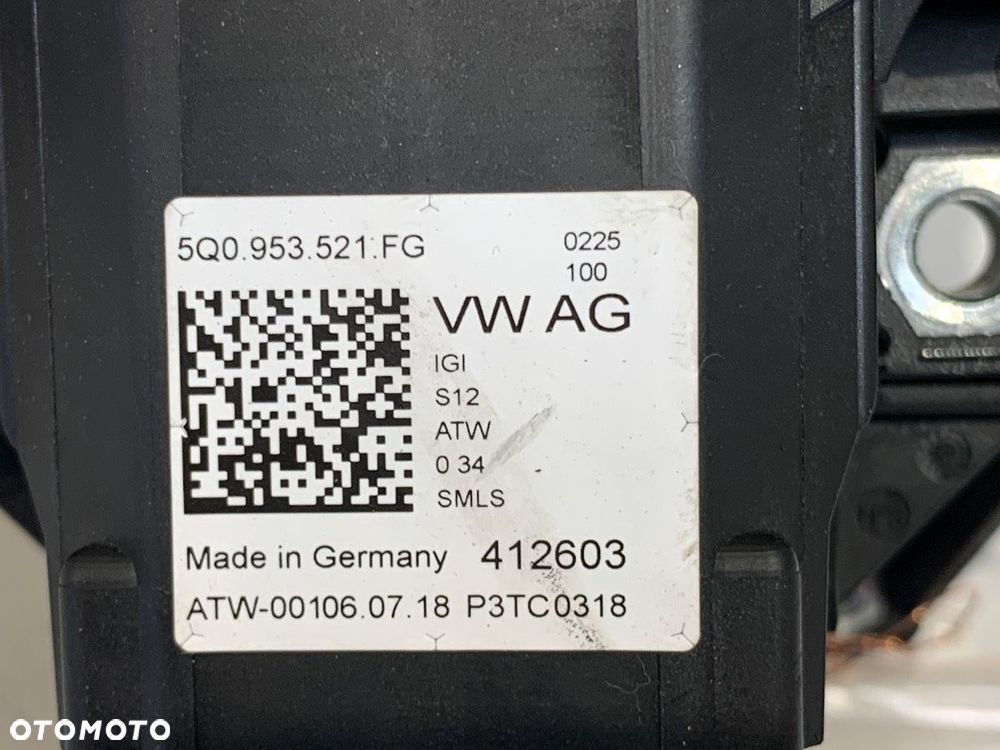 5Q0.953.521.FG
0225
100
VW AG
IGI
S12
ATW
0 34
SMLS
Made in Germany 412603
ATW-00106.07.18 P3TC0318
OTOMOTO